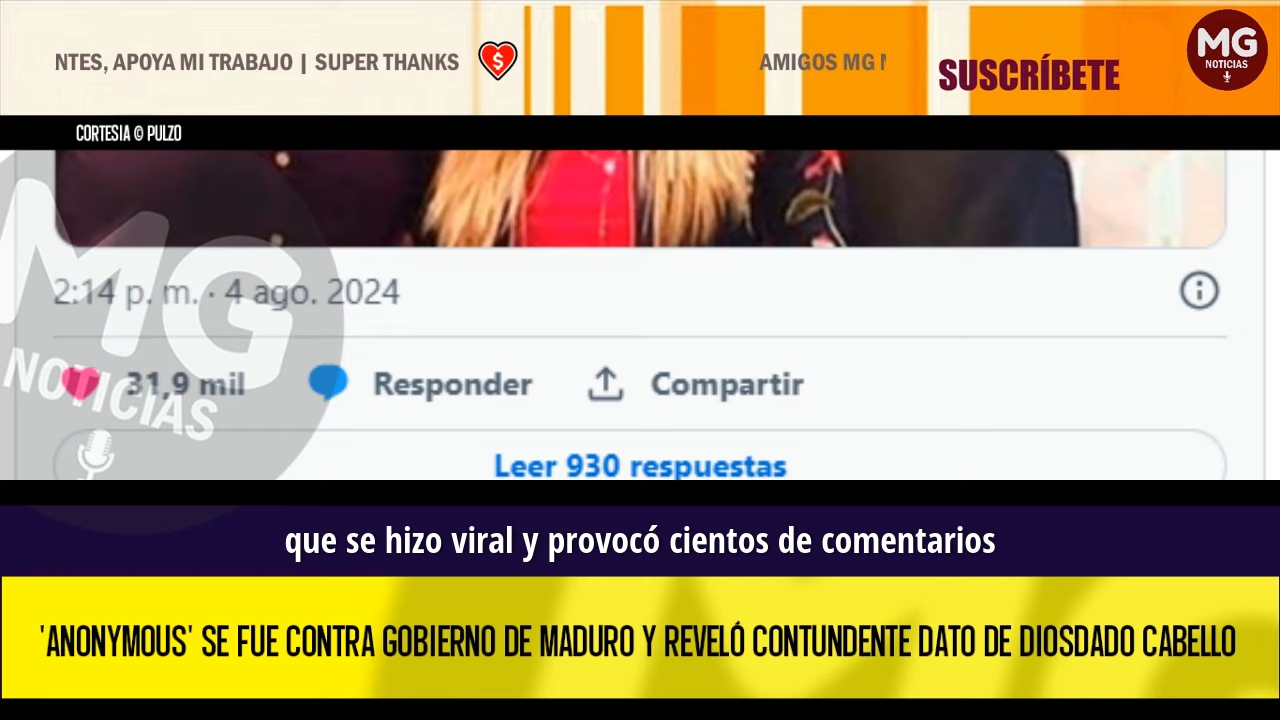 NTES, APOYA MI TRABAJO | SUPER THANKS
AMIGOS MG
SUSCRÍBETE
MG
NOTICIAS
CORTESIA © PULZO
MG
NOTICIAS
2:14 p. m. · 4 ago. 2024
31,9 mil
Responder
Compartir
Leer 930 respuestas
que se hizo viral y provocó cientos de comentarios
'ANONYMOUS' SE FUE CONTRA GOBIERNO DE MADURO Y REVELÓ CONTUNDENTE DATO DE DIOSDADO CABELLO